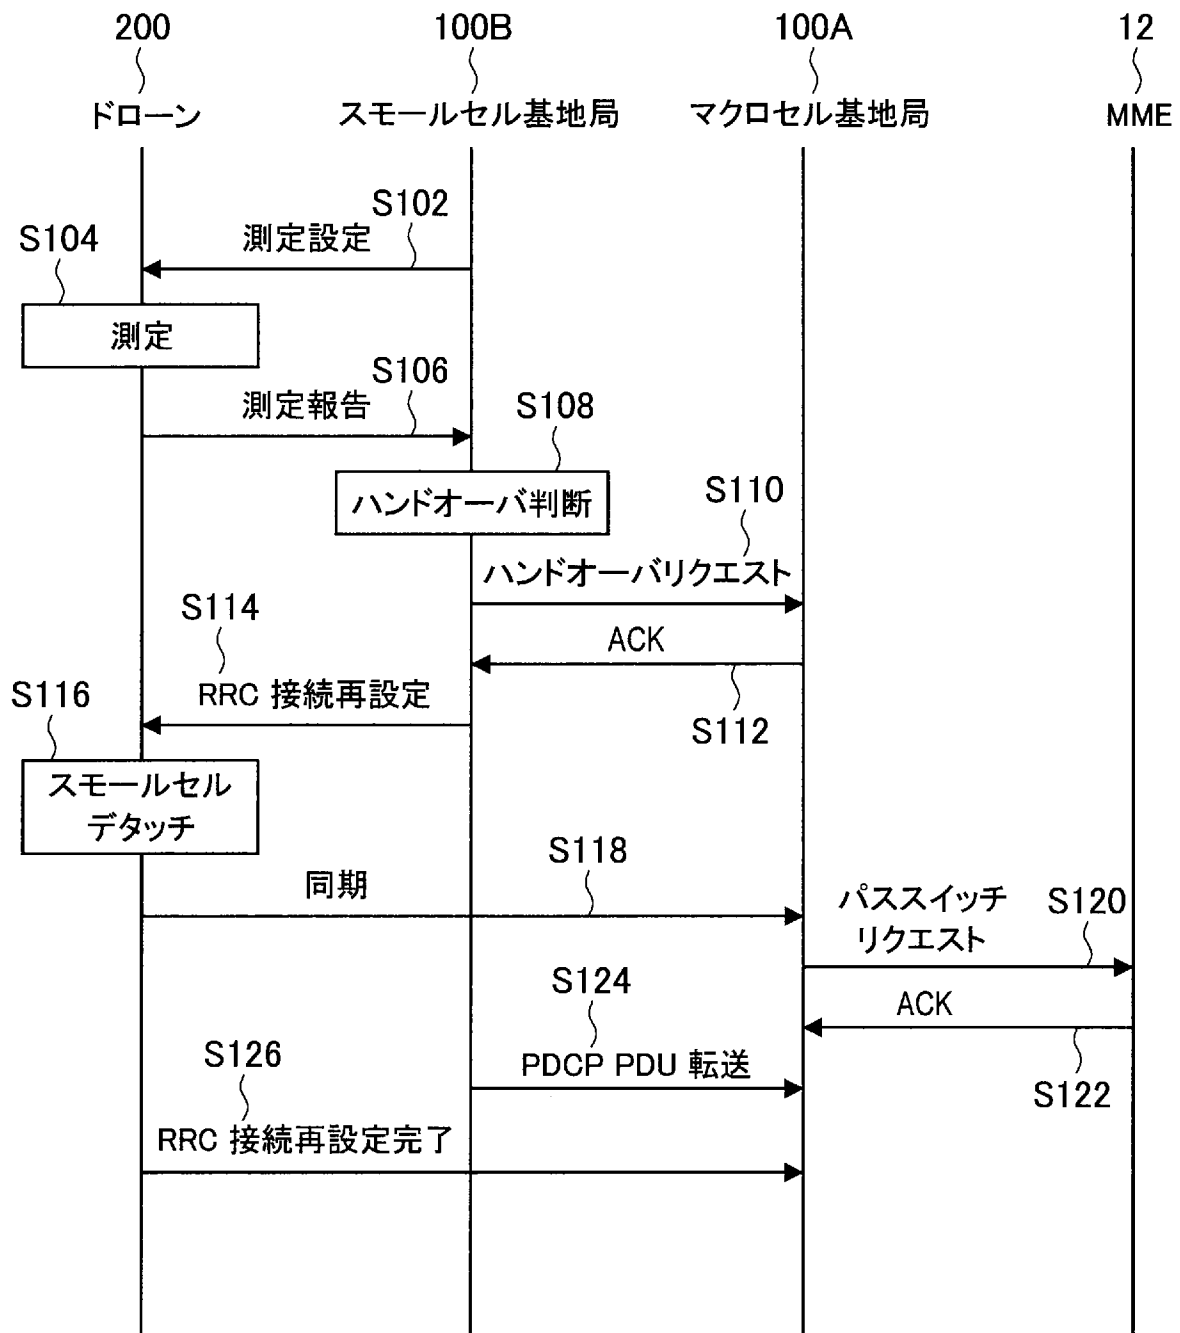 200
100B
100A
12
ドローン
スモールセル基地局
マクロセル基地局
MME
S102
測定設定
S104
測定
S106
測定報告
S108
ハンドオーバ判断
S110
ハンドオーバリクエスト
ACK
S112
S114
RRC 接続再設定
S116
スモールセル
デタッチ
S118
同期
パススイッチ
リクエスト
S120
ACK
S122
S124
PDCP PDU 転送
S126
RRC 接続再設定完了